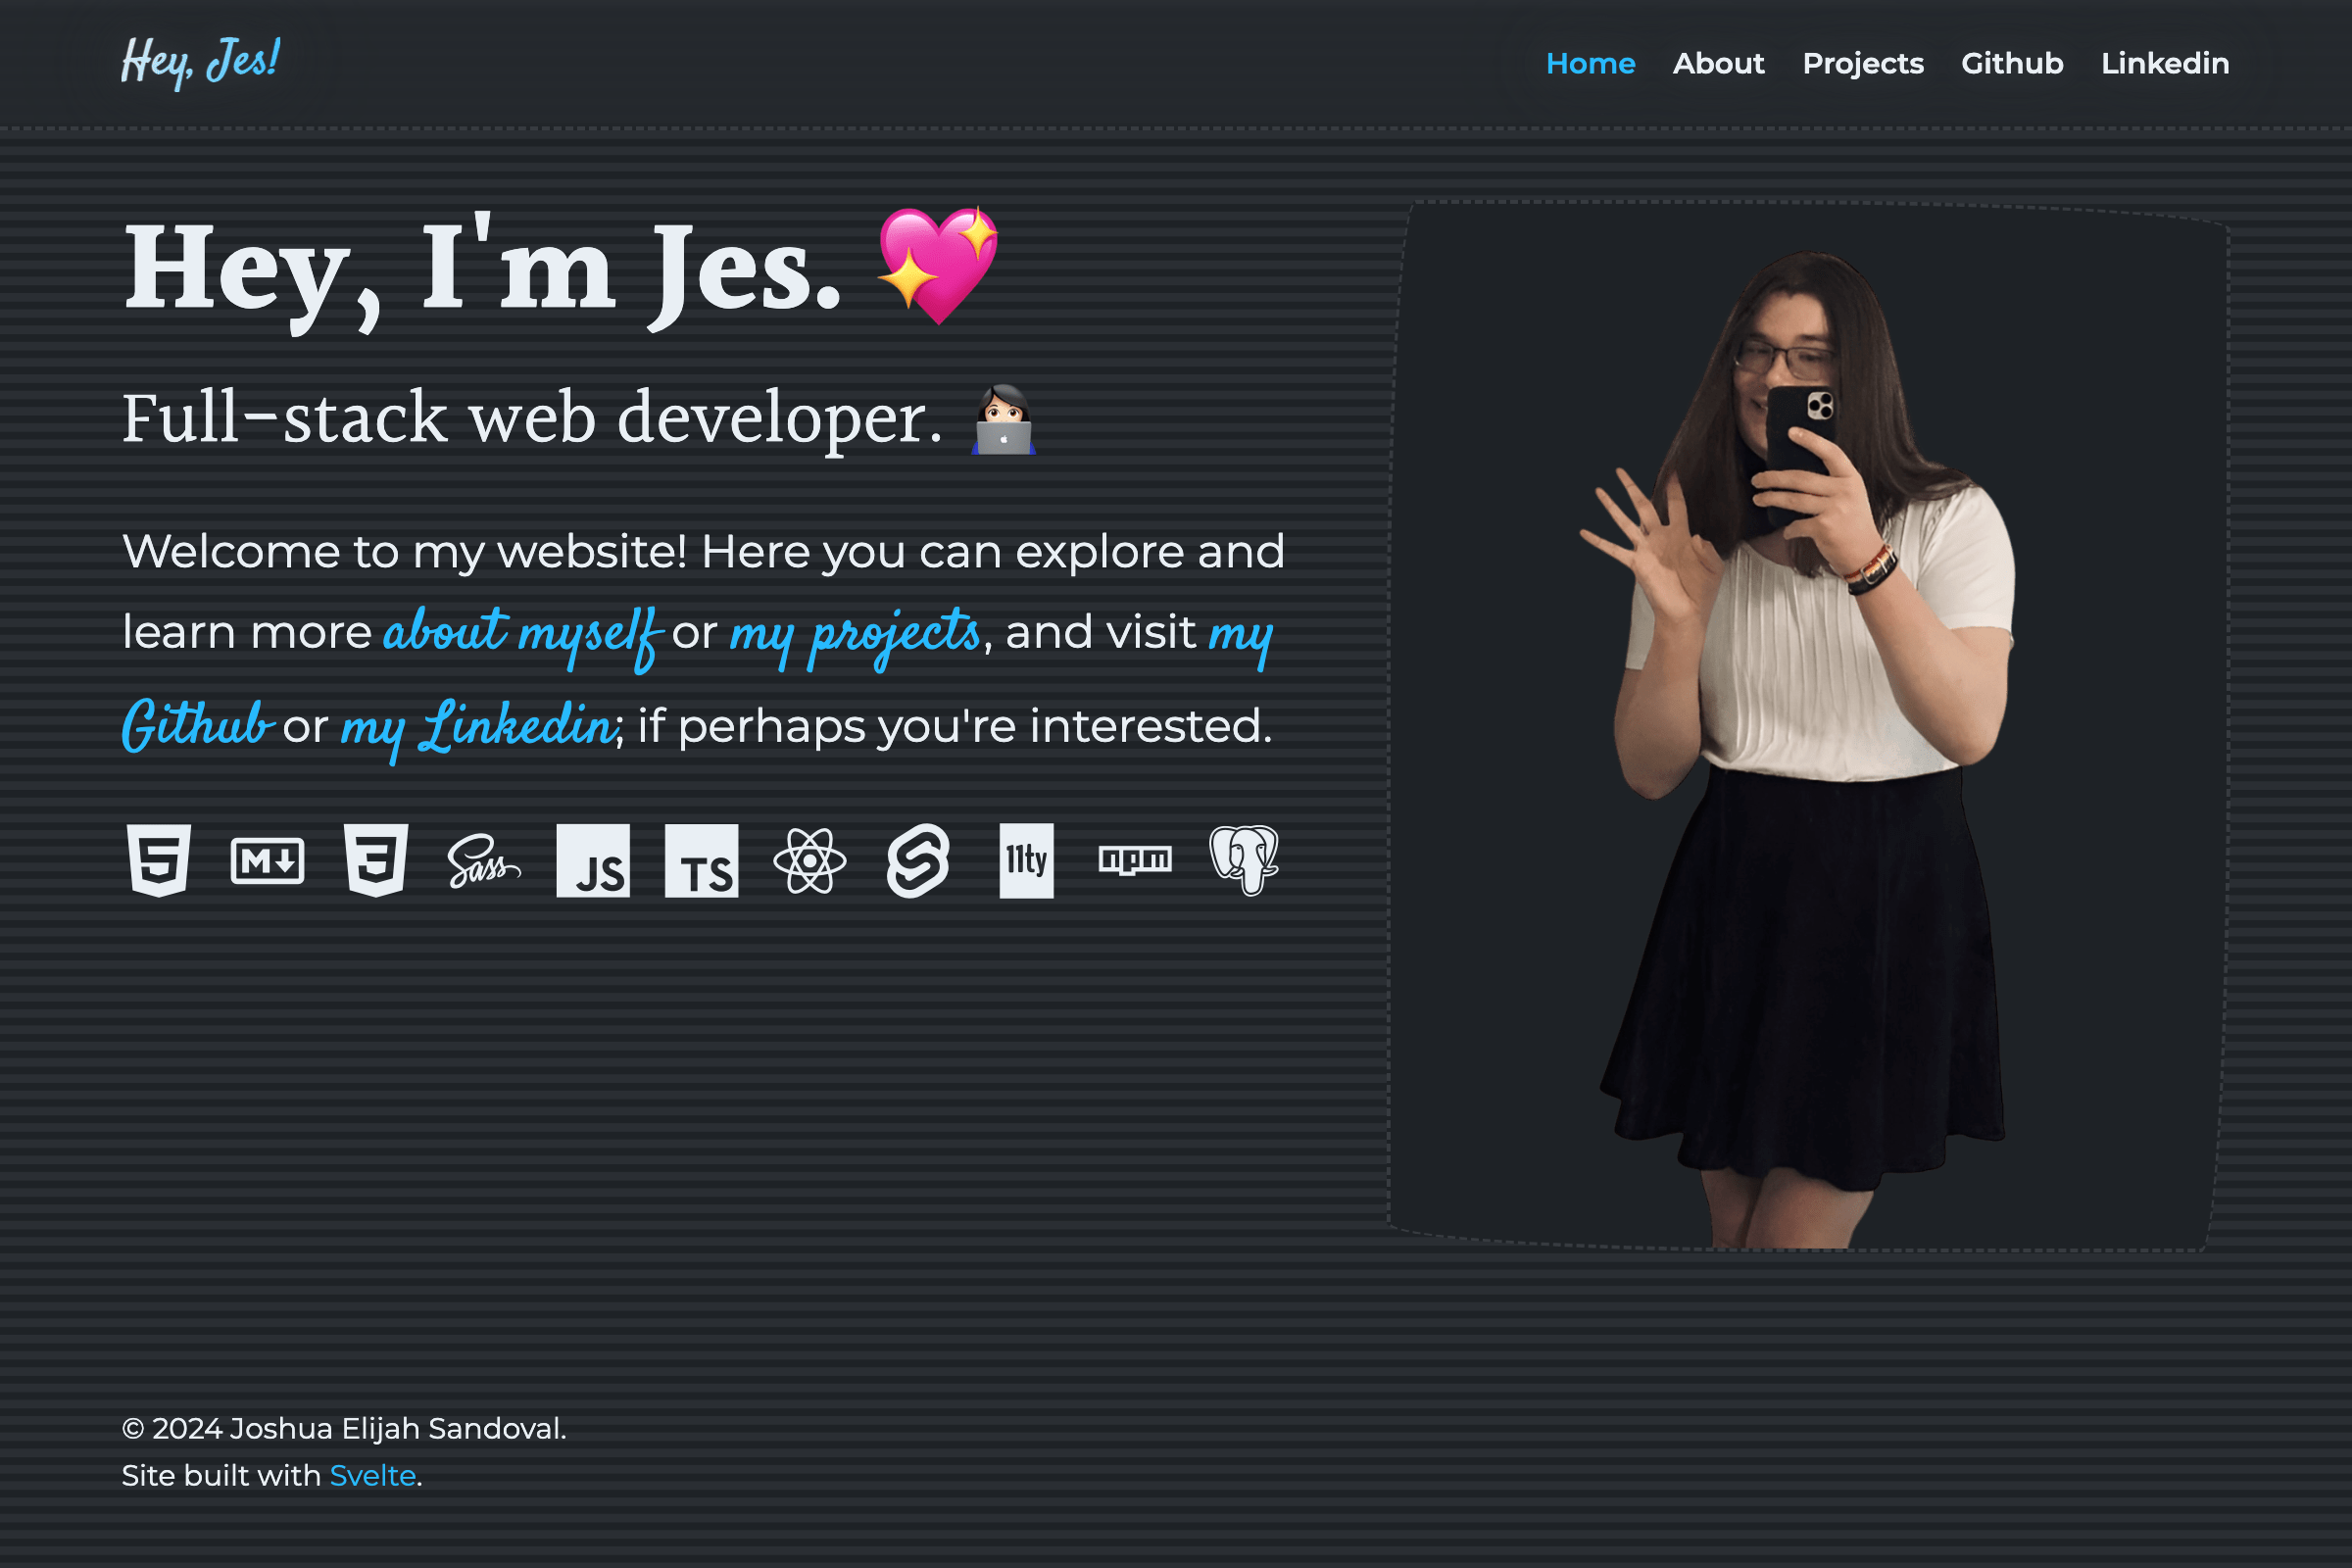 Hey, Jes!
Home About Projects Github Linkedin
Hey, I'm Jes. 💖
Full-stack web developer. 👩🏻‍💻
Welcome to my website! Here you can explore and
learn more about myself or my projects, and visit my
Github or my Linkedin; if perhaps you're interested.
5 M 3 Sass JS TS S 11ty npm
© 2024 Joshua Elijah Sandoval.
Site built with Svelte.